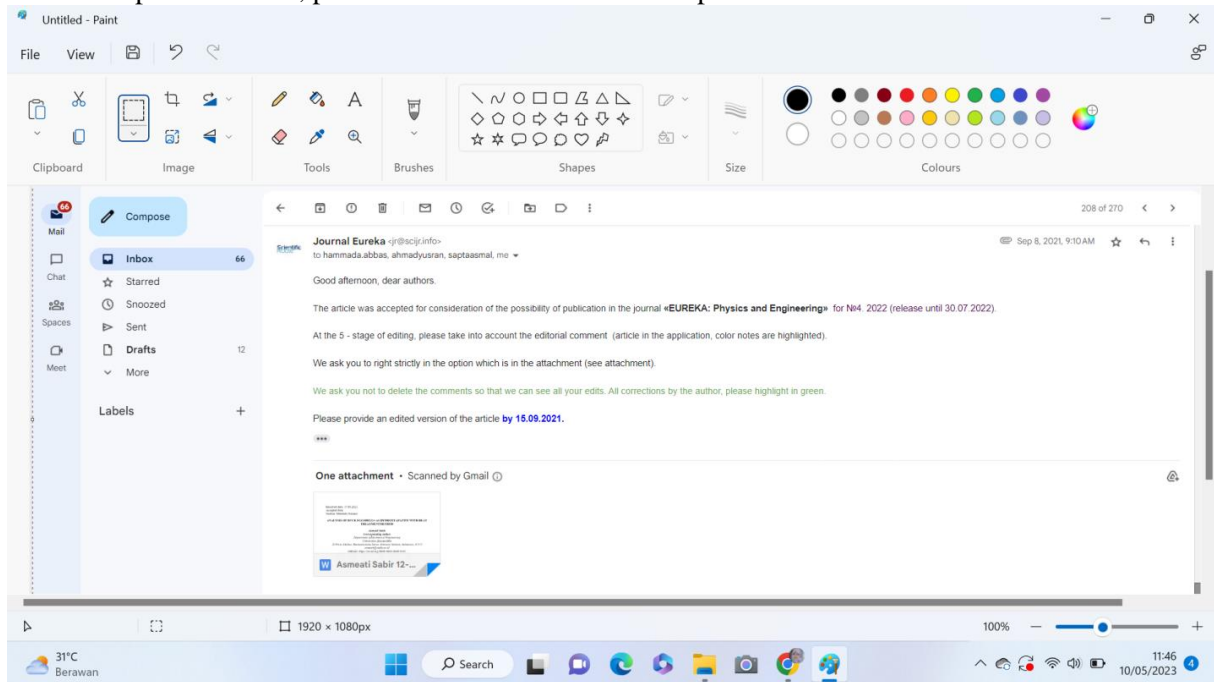 Untitled - Paint
File View
Clipboard Image Tools Brushes Shapes Size Colours
66
Mail
Chat
Spaces
Meet
Compose
Inbox 66
Starred
Snoozed
Sent
Drafts 12
More
Labels +
208 of 270
Scientific
Journal Eureka <jr@scijr.info>
Sep 8, 2021, 9:10 AM
to hammada.abbas, ahmadyusran, saptaasmal, me
Good afternoon, dear authors.
The article was accepted for consideration of the possibility of publication in the journal «EUREKA: Physics and Engineering» for №4. 2022 (release until 30.07.2022).
At the 5 - stage of editing, please take into account the editorial comment (article in the application, color notes are highlighted).
We ask you to right strictly in the option which is in the attachment (see attachment).
We ask you not to delete the comments so that we can see all your edits. All corrections by the author, please highlight in green.
Please provide an edited version of the article by 15.09.2021.
One attachment • Scanned by Gmail
W Asmeati Sabir 12-...
1920 × 1080px
100%
31°C
Berawan
Search
11:46
10/05/2023
4